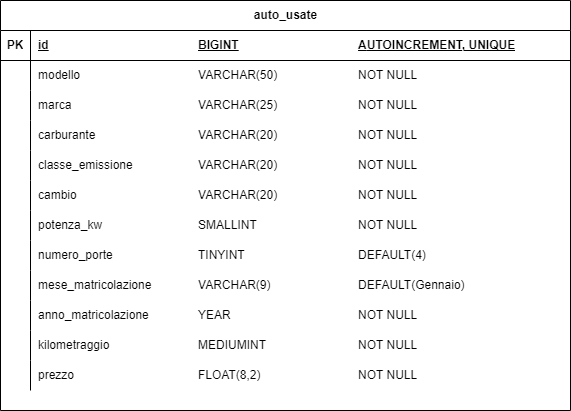 auto_usate
PK id BIGINT AUTOINCREMENT, UNIQUE
modello VARCHAR(50) NOT NULL
marca VARCHAR(25) NOT NULL
carburante VARCHAR(20) NOT NULL
classe_emissione VARCHAR(20) NOT NULL
cambio VARCHAR(20) NOT NULL
potenza_kw SMALLINT NOT NULL
numero_porte TINYINT DEFAULT(4)
mese_matricolazione VARCHAR(9) DEFAULT(Gennaio)
anno_matricolazione YEAR NOT NULL
kilometraggio MEDIUMINT NOT NULL
prezzo FLOAT(8,2) NOT NULL